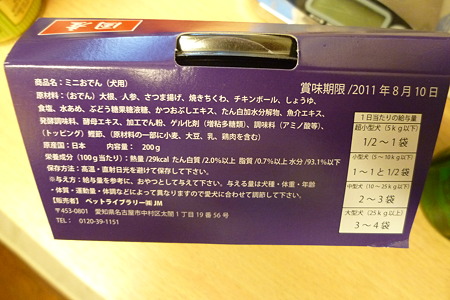 国産
商品名：ミニおでん（犬用）
賞味期限/2011年8月10日
原材料：（おでん）大根、人参、さつま揚げ、焼きちくわ、チキンボール、しょうゆ、
食塩、水あめ、ぶどう糖果糖液糖、かつおぶしエキス、たん白加水分解物、魚介エキス、
発酵調味料、酵母エキス、加工でん粉、ゲル化剤（増粘多糖類）、調味料（アミノ酸等）、
（トッピング）鰹節、（原材料の一部に小麦、大豆、乳、鶏肉を含む）
原産国：日本　内容量：200g
栄養成分（100g当たり）：熱量/29kcal たん白質/2.0%以上 脂質/0.7%以上 水分/93.1%以下
保存方法：高温・直射日光を避けて保存して下さい。
※与え方：給与量を参考に、おやつとして与えて下さい。与える量は犬種・体重・年齢
・体質・運動量・体調などによって異なりますので愛犬に合わせて調節して下さい。
【販売者】ペットライブラリー㈱JM
〒453-0801　愛知県名古屋市中村区太閤1丁目19番56号
TEL：0120-39-1151
1日当たりの給与量
超小型犬（5kg以下）
1/2～1袋
小型犬（5～10kg以下）
1～1と1/2袋
中型犬（10～25kg以下）
2～3袋
大型犬（25kg以上）
3～4袋